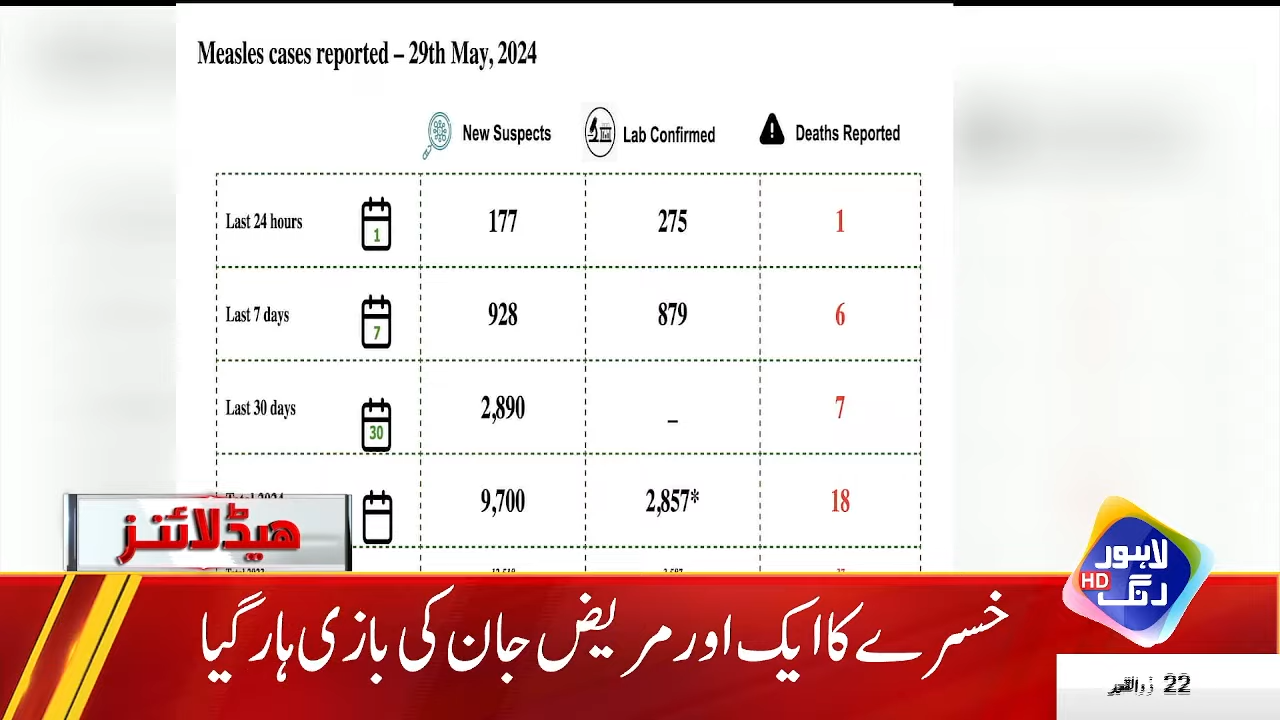 Measles cases reported – 29th May, 2024
New Suspects Lab Confirmed Deaths Reported
Last 24 hours 1 177 275 1
Last 7 days 7 928 879 6
Last 30 days 30 2,890 _ 7
9,700 2,857* 18
ہیڈلائنز
لاہور
HD رنگ
خسرے کا ایک اور مریض جان کی بازی ہار گیا
22